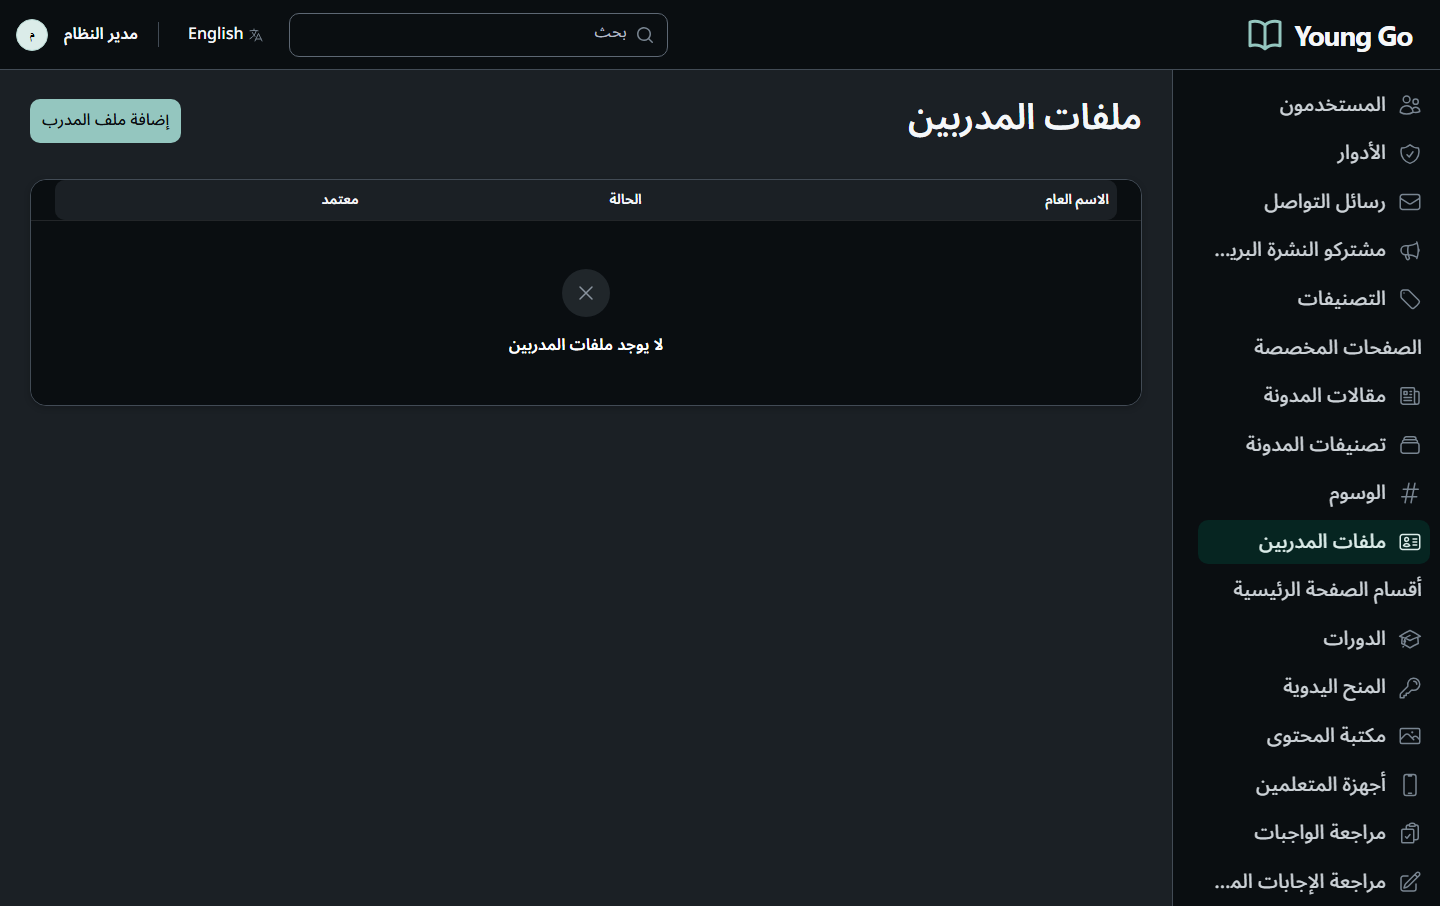 Young Go
بحث
English
مدير النظام
م
المستخدمون
الأدوار
رسائل التواصل
مشتركو النشرة البريـ...
التصنيفات
الصفحات المخصصة
مقالات المدونة
تصنيفات المدونة
الوسوم
ملفات المدربين
أقسام الصفحة الرئيسية
الدورات
المنح اليدوية
مكتبة المحتوى
أجهزة المتعلمين
مراجعة الواجبات
مراجعة الإجابات المـ...
ملفات المدربين
إضافة ملف المدرب
الاسم العام
الحالة
معتمد
لا يوجد ملفات المدربين